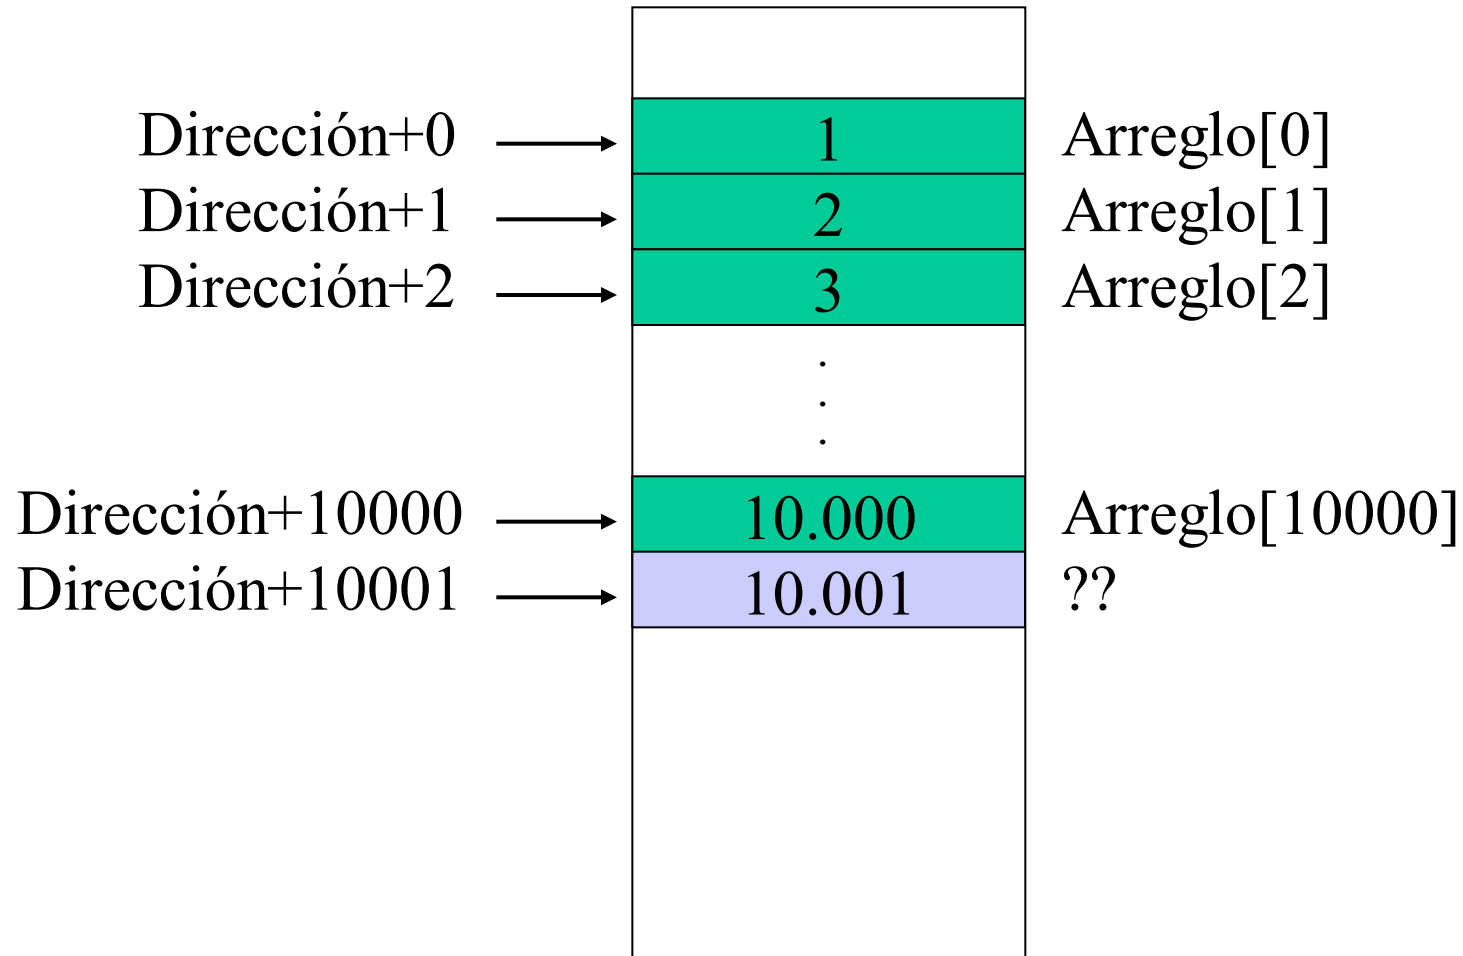 Dirección+0 1 Arreglo[0]
Dirección+1 2 Arreglo[1]
Dirección+2 3 Arreglo[2]
.
.
.
Dirección+10000 10.000 Arreglo[10000]
Dirección+10001 10.001 ??